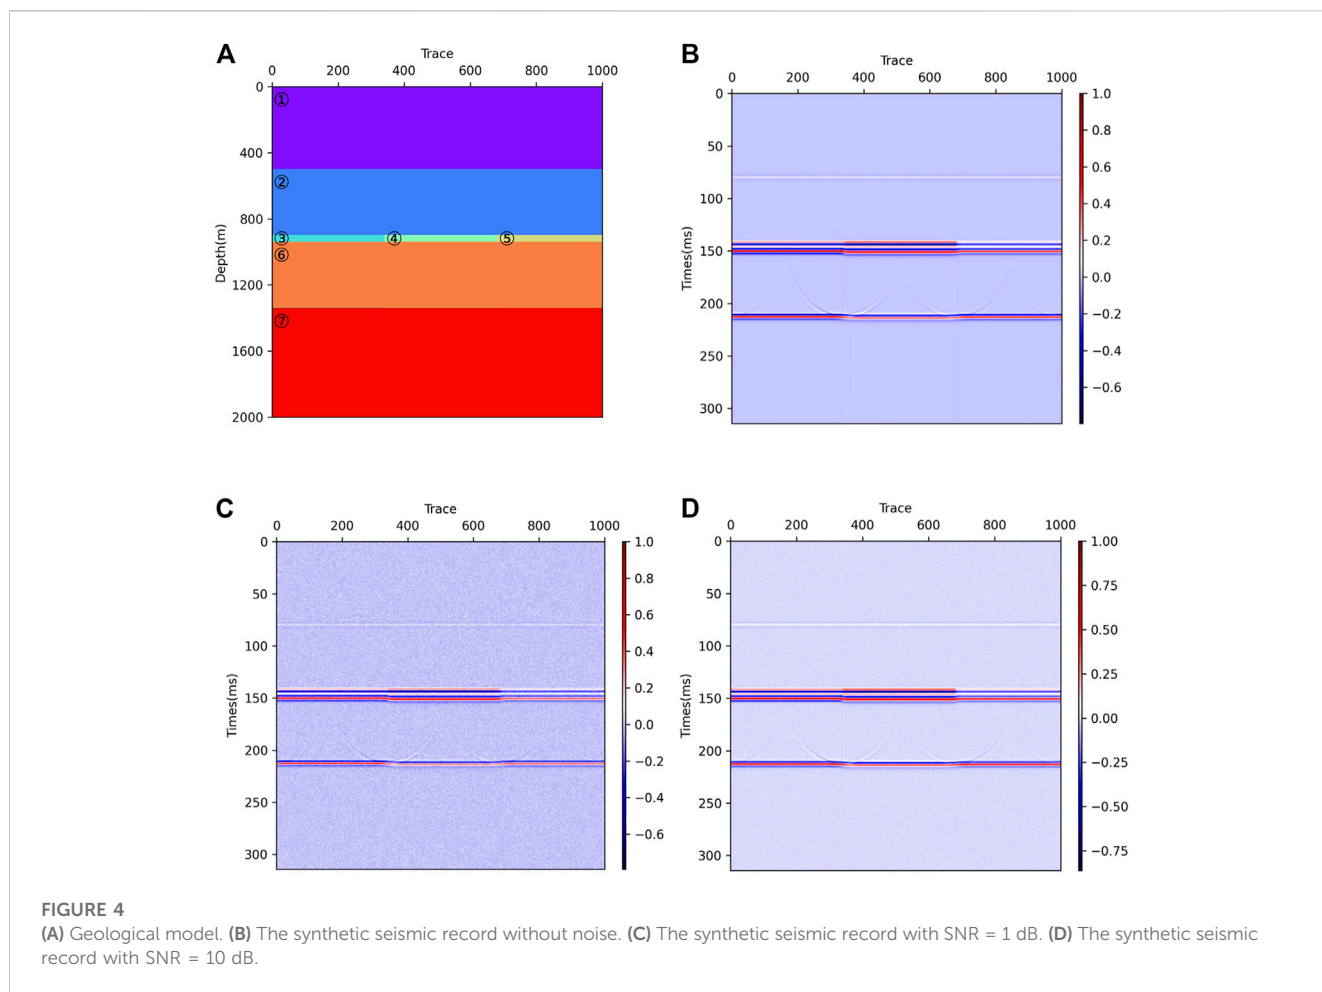 A
Trace
0 200 400 600 800 1000
0
400
800
1200
1600
2000
Depth(m)
①
②
③ ④ ⑤
⑥
⑦
B
Trace
0 200 400 600 800 1000
0
50
100
150
200
250
300
Times(ms)
1.0
0.8
0.6
0.4
0.2
0.0
−0.2
−0.4
−0.6
C
Trace
0 200 400 600 800 1000
0
50
100
150
200
250
300
Times(ms)
1.0
0.8
0.6
0.4
0.2
0.0
−0.2
−0.4
−0.6
D
Trace
0 200 400 600 800 1000
0
50
100
150
200
250
300
Times(ms)
1.00
0.75
0.50
0.25
0.00
−0.25
−0.50
−0.75
FIGURE 4
(A) Geological model. (B) The synthetic seismic record without noise. (C) The synthetic seismic record with SNR = 1 dB. (D) The synthetic seismic
record with SNR = 10 dB.